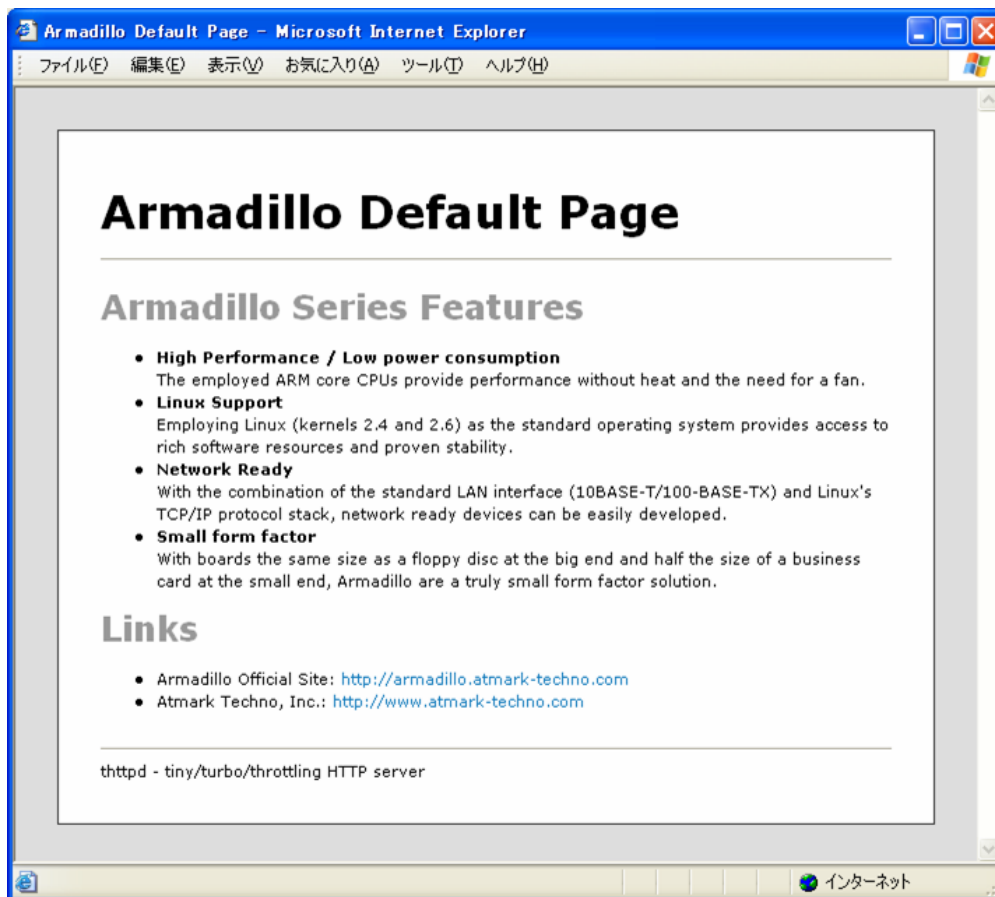 Armadillo Default Page - Microsoft Internet Explorer
ファイル(F) 編集(E) 表示(V) お気に入り(A) ツール(T) ヘルプ(H)
Armadillo Default Page
Armadillo Series Features
• High Performance / Low power consumption
The employed ARM core CPUs provide performance without heat and the need for a fan.
• Linux Support
Employing Linux (kernels 2.4 and 2.6) as the standard operating system provides access to
rich software resources and proven stability.
• Network Ready
With the combination of the standard LAN interface (10BASE-T/100-BASE-TX) and Linux's
TCP/IP protocol stack, network ready devices can be easily developed.
• Small form factor
With boards the same size as a floppy disc at the big end and half the size of a business
card at the small end, Armadillo are a truly small form factor solution.
Links
• Armadillo Official Site: http://armadillo.atmark-techno.com
• Atmark Techno, Inc.: http://www.atmark-techno.com
thttpd - tiny/turbo/throttling HTTP server
インターネット